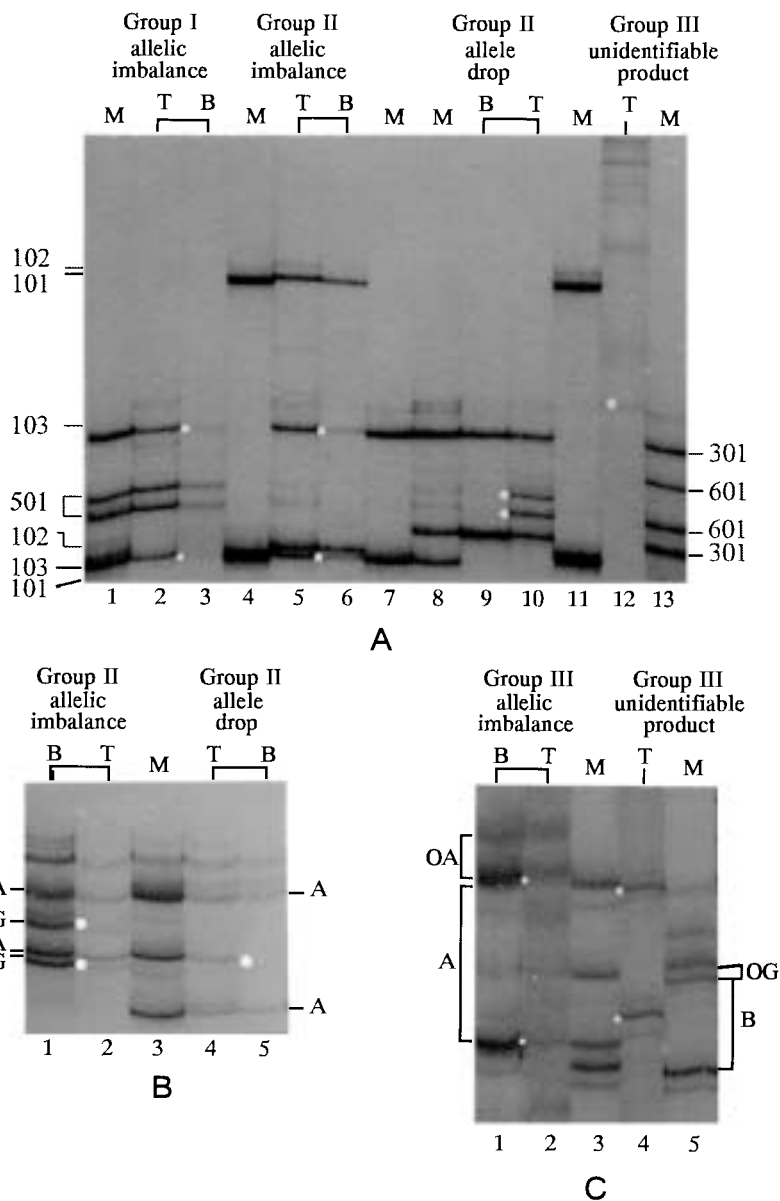 Group I
allelic
imbalance
Group II
allelic
imbalance
Group II
allele
drop
Group III
unidentifiable
product
M T B M T B M M B T M T M
102
101
103
501
102
103
101
301
601
601
301
1 2 3 4 5 6 7 8 9 10 11 12 13
A
Group II
allelic
imbalance
Group II
allele
drop
B T M T B
A
G
A
G
A
A
1 2 3 4 5
B
Group III
allelic
imbalance
Group III
unidentifiable
product
B T M T M
OA
A
OG
B
1 2 3 4 5
C